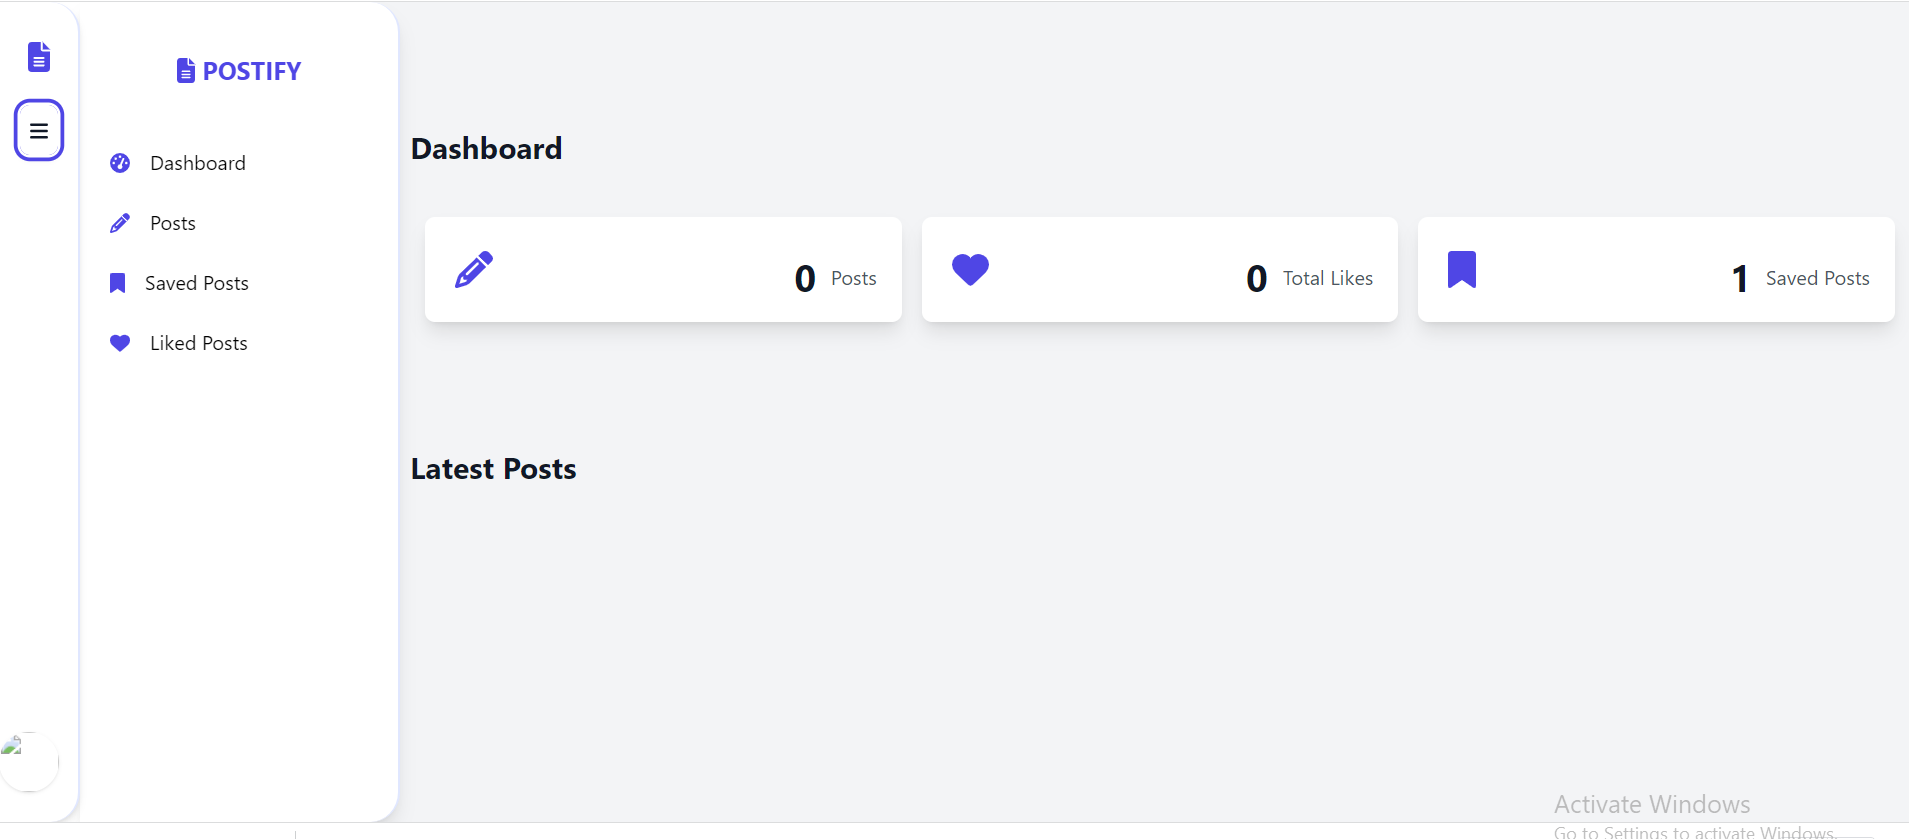 POSTIFY
Dashboard
Posts
Saved Posts
Liked Posts
Dashboard
0 Posts
0 Total Likes
1 Saved Posts
Latest Posts
Activate Windows
Go to Settings to activate Windows.